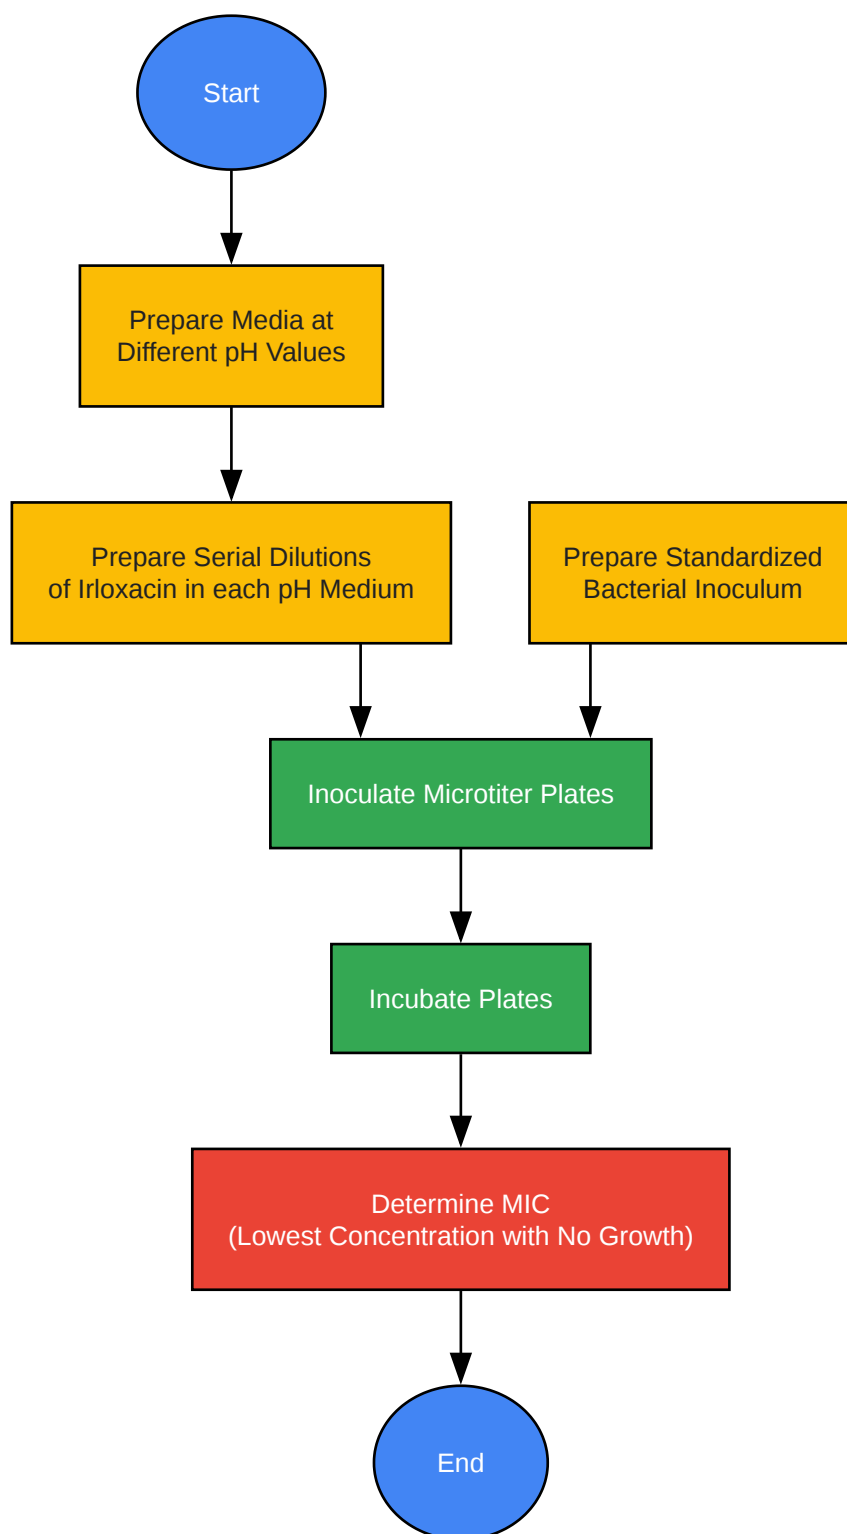 Start
Prepare Media at
Different pH Values
Prepare Serial Dilutions
of Irloxacin in each pH Medium
Prepare Standardized
Bacterial Inoculum
Inoculate Microtiter Plates
Incubate Plates
Determine MIC
(Lowest Concentration with No Growth)
End